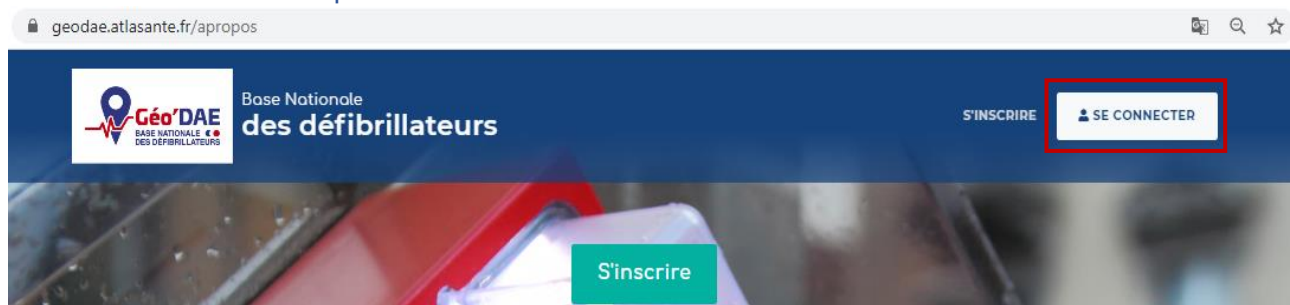 geodae.atlasante.fr/apropos
Géo'DAE
BASE NATIONALE
DES DÉFIBRILLATEURS
Base Nationale
des défibrillateurs
S'INSCRIRE
SE CONNECTER
S'inscrire